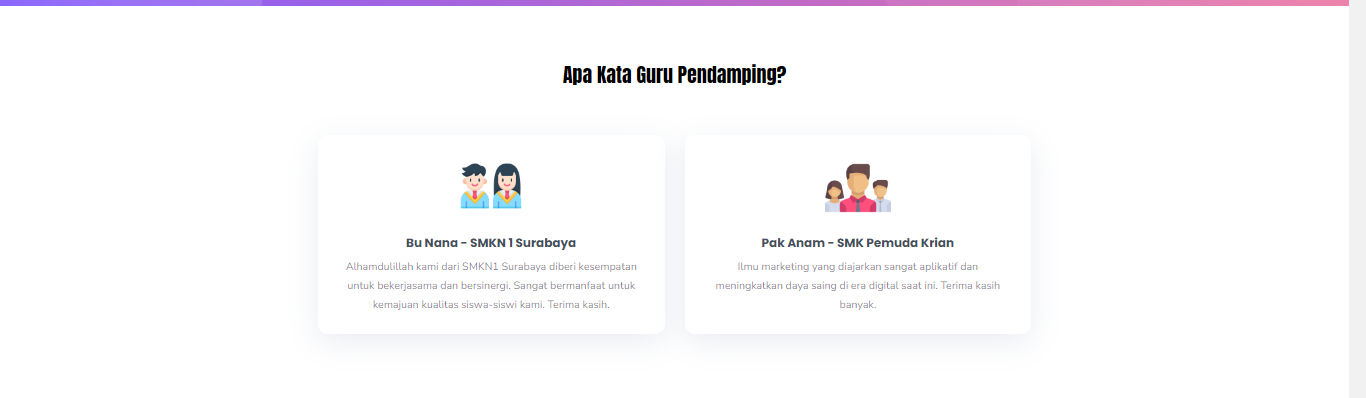 Apa Kata Guru Pendamping?
Bu Nana - SMKN 1 Surabaya
Alhamdulillah kami dari SMKN1 Surabaya diberi kesempatan
untuk bekerjasama dan bersinergi. Sangat bermanfaat untuk
kemajuan kualitas siswa-siswi kami. Terima kasih.
Pak Anam - SMK Pemuda Krian
Ilmu marketing yang diajarkan sangat aplikatif dan
meningkatkan daya saing di era digital saat ini. Terima kasih
banyak.